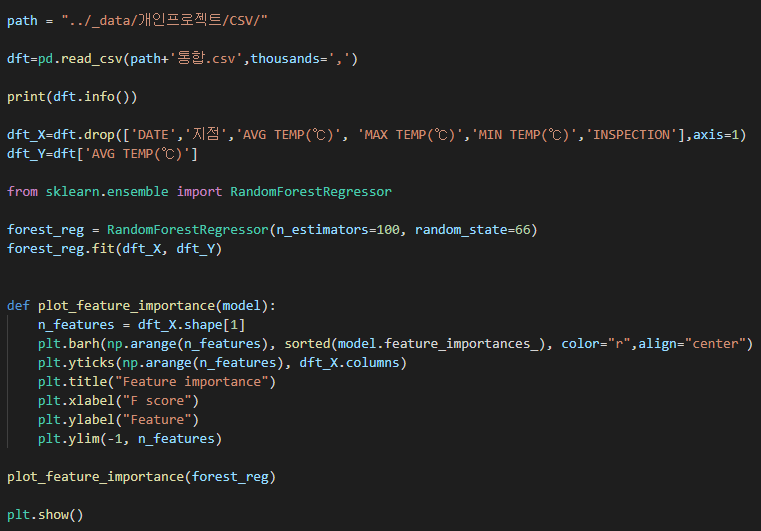 path = "../_data/개인프로젝트/CSV/"
dft=pd.read_csv(path+'통합.csv',thousands=',')
print(dft.info())
dft_X=dft.drop(['DATE','지점','AVG TEMP(℃)', 'MAX TEMP(℃)','MIN TEMP(℃)','INSPECTION'],axis=1)
dft_Y=dft['AVG TEMP(℃)']
from sklearn.ensemble import RandomForestRegressor
forest_reg = RandomForestRegressor(n_estimators=100, random_state=66)
forest_reg.fit(dft_X, dft_Y)
def plot_feature_importance(model):
    n_features = dft_X.shape[1]
    plt.barh(np.arange(n_features), sorted(model.feature_importances_), color="r",align="center")
    plt.yticks(np.arange(n_features), dft_X.columns)
    plt.title("Feature importance")
    plt.xlabel("F score")
    plt.ylabel("Feature")
    plt.ylim(-1, n_features)
plot_feature_importance(forest_reg)
plt.show()